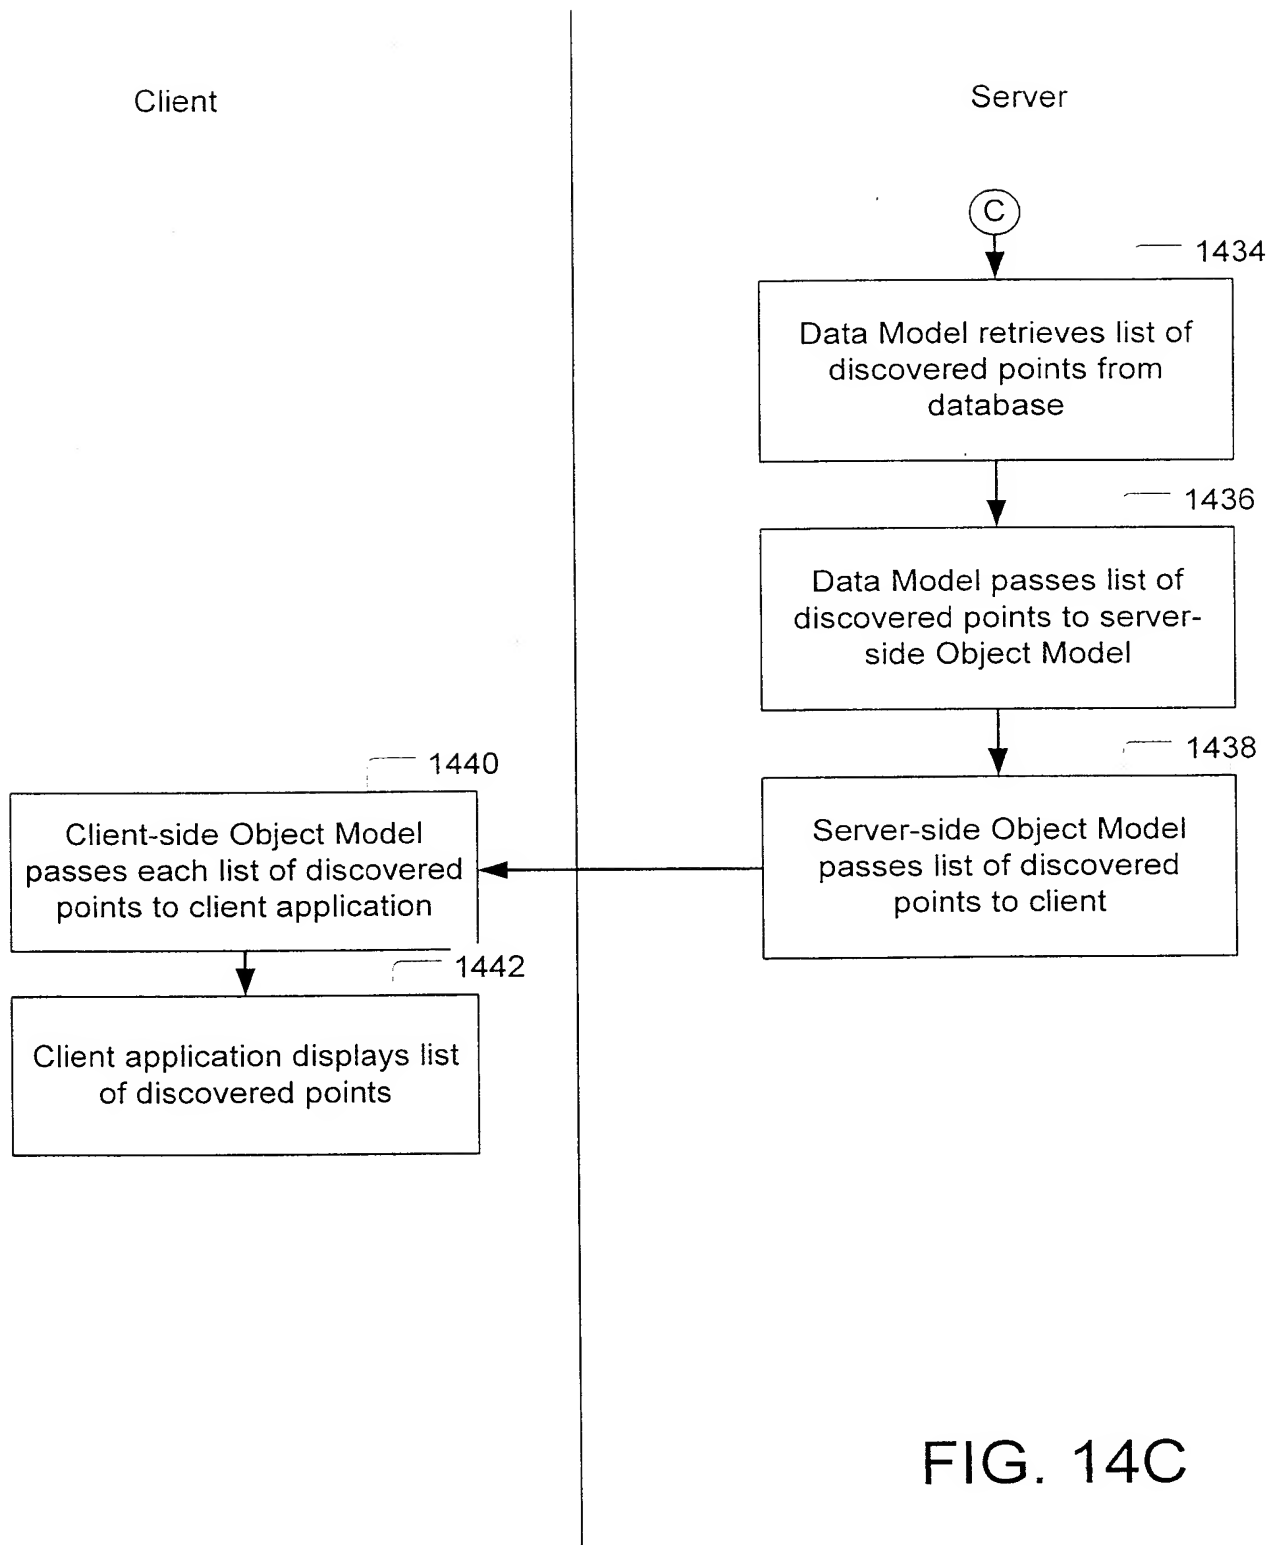 Client
Server
C
1434
Data Model retrieves list of
discovered points from
database
1436
Data Model passes list of
discovered points to server-
side Object Model
1438
Server-side Object Model
passes list of discovered
points to client
1440
Client-side Object Model
passes each list of discovered
points to client application
1442
Client application displays list
of discovered points
FIG. 14C